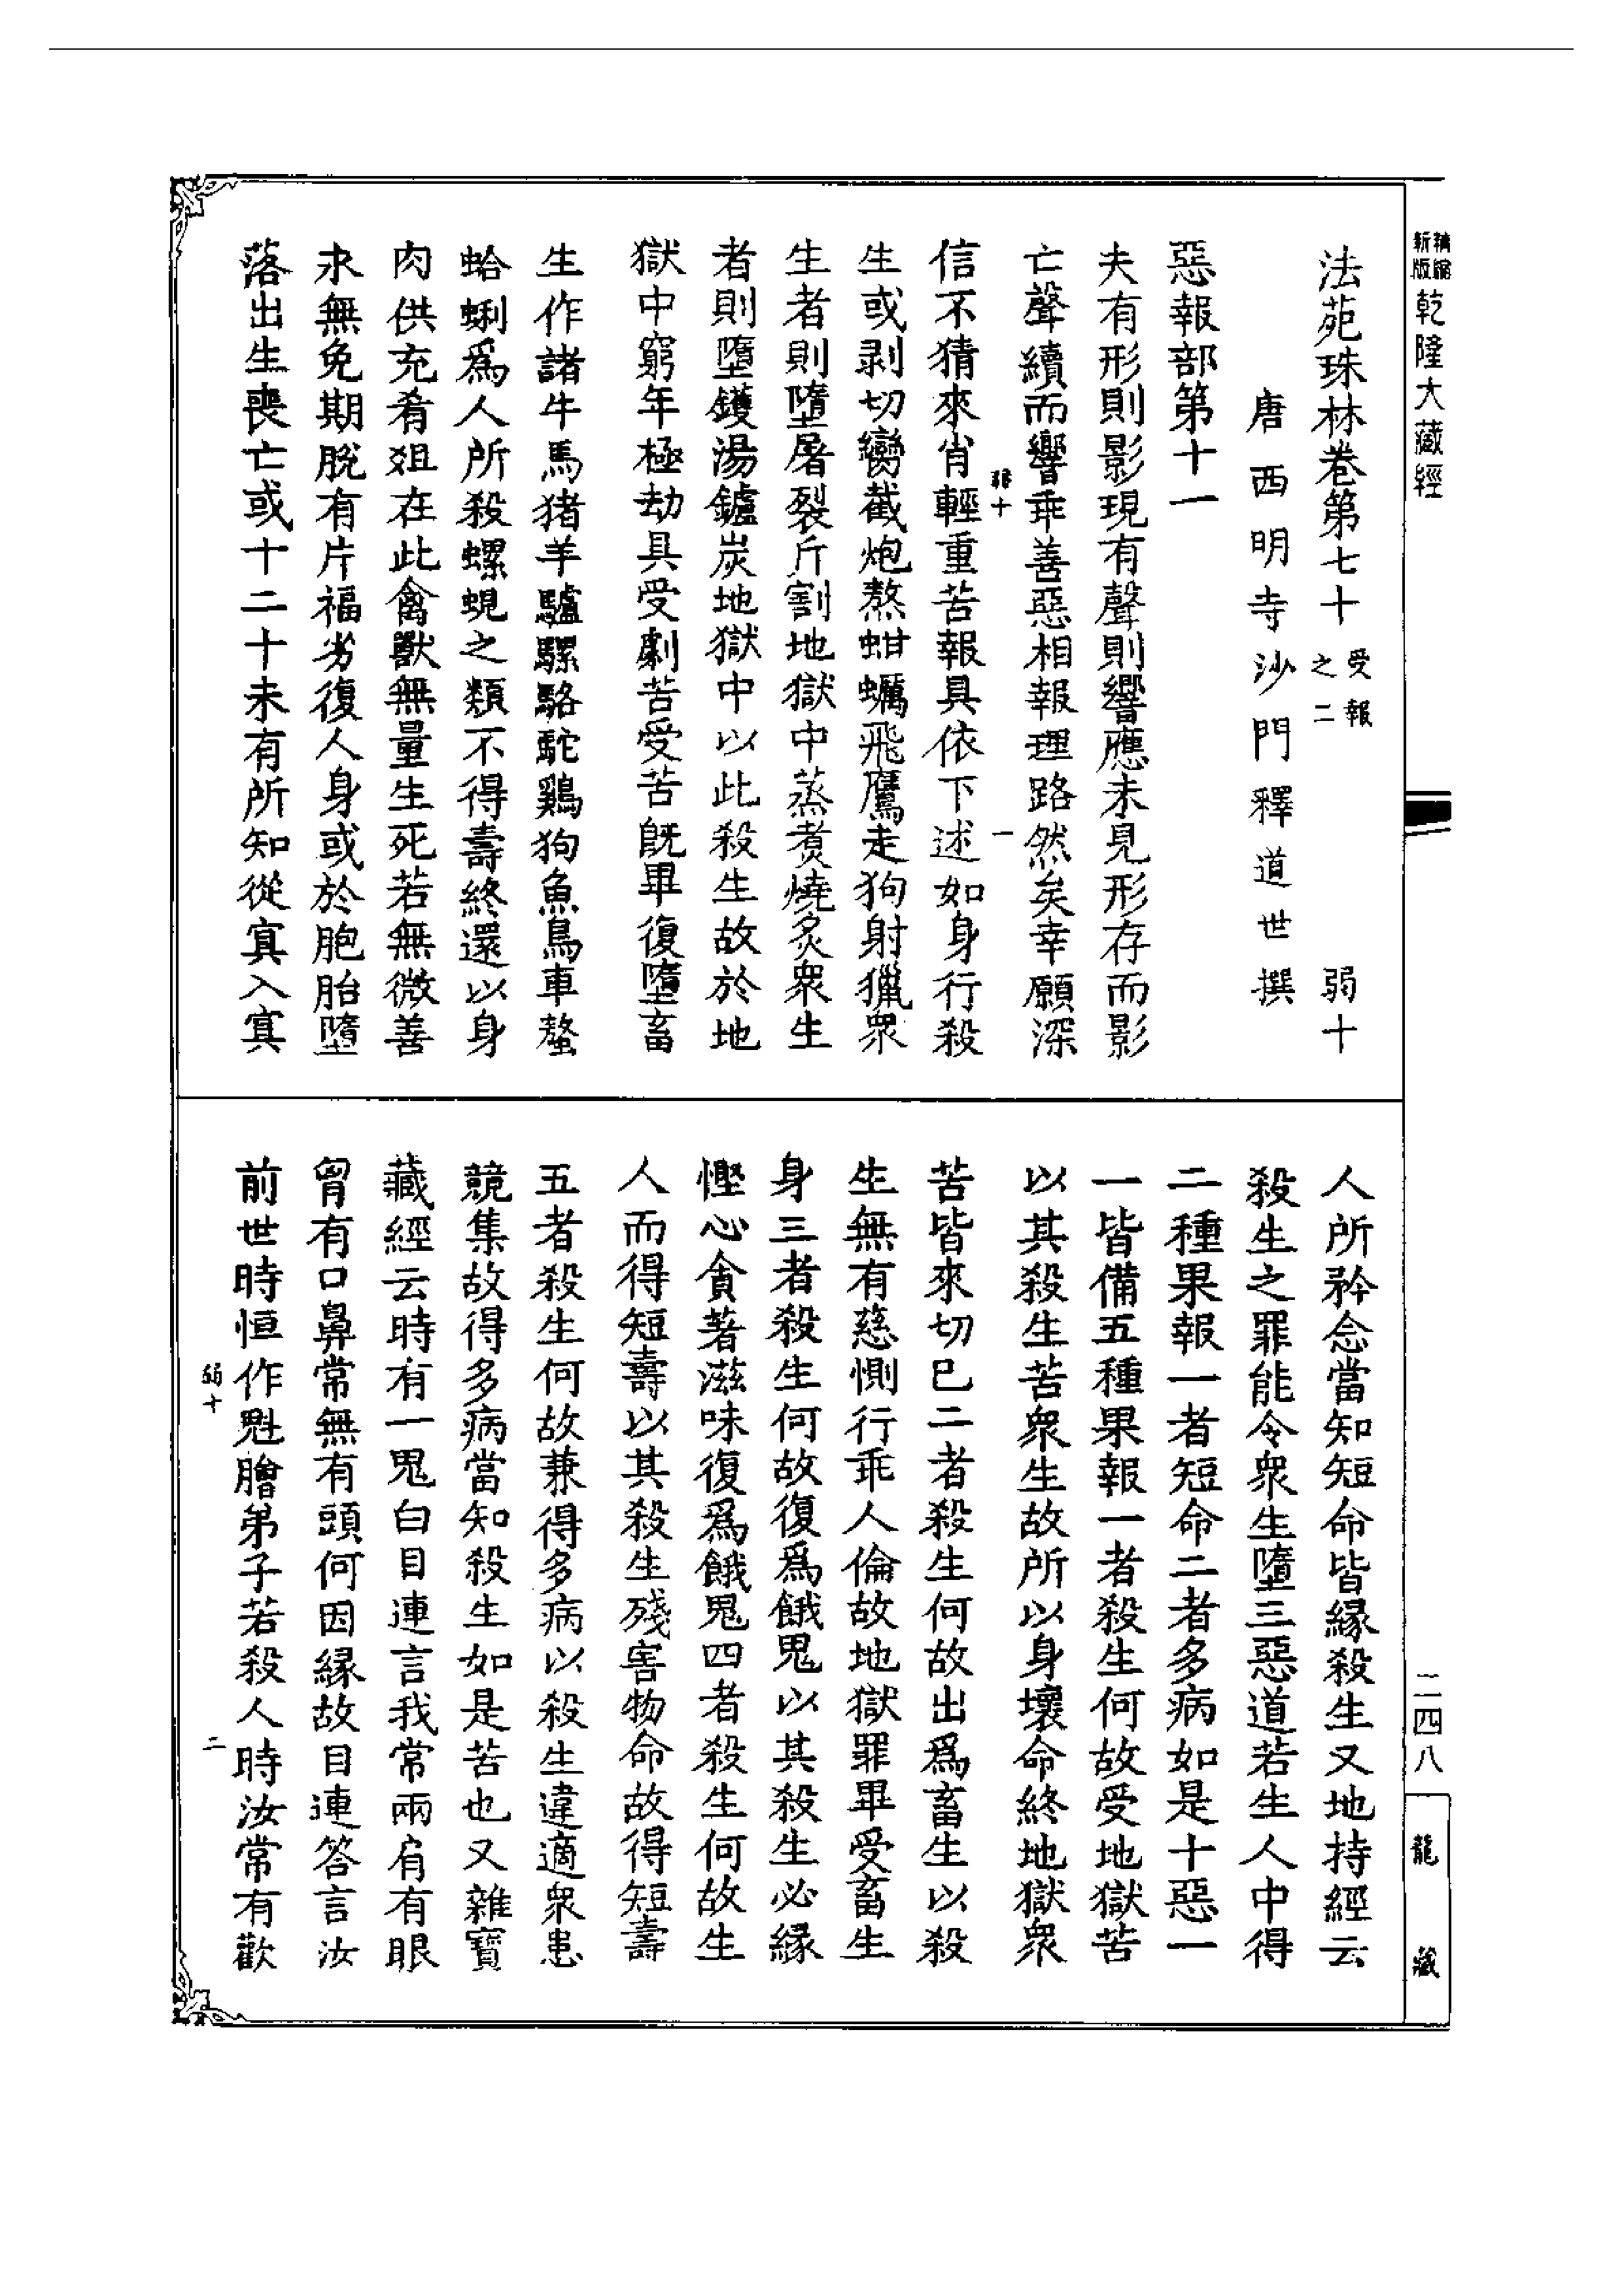 新版 精縮 乾隆大藏經
法苑珠林卷第七十 受報之二 弱十
唐西明寺沙門釋道世撰
惡報部第十一
夫有形則影現有聲則響應未見形存而影
亡聲續而響乖善惡相報理路然矣幸願深
弱十 一
信不猜來肖輕重苦報具依下述如身行殺
生或剥切臠截炮熬蚶蠣飛鷹走狗射獵眾
生者則墮屠裂斤割地獄中蒸煑燒炙衆生
者則墮鑊湯鑪炭地獄中以此殺生故於地
獄中窮年極劫具受劇苦受苦旣畢復墮畜
生作諸牛馬猪羊驢騾駱駝鷄狗魚鳥車螯
蛤蜊爲人所殺螺蜆之類不得壽終還以身
肉供充肴俎在此禽獸無量生死若無微善
永無免期脫有片福劣復人身或於胞胎墮
落出生喪亡或十二十未有所知從寘入寘
人所矜念當知短命皆緣殺生又地持經云
殺生之罪能令衆生墮三惡道若生人中得
二種果報一者短命二者多病如是十惡一
一皆備五種果報一者殺生何故受地獄苦
以其殺生苦衆生故所以身壞命終地獄衆
苦皆來切已二者殺生何故出爲畜生以殺
生無有慈惻行乖人倫故地獄罪畢受畜生
身三者殺生何故復爲餓鬼以其殺生必緣
慳心貪著滋味復爲餓鬼四者殺生何故生
人而得短壽以其殺生殘害物命故得短壽
五者殺生何故兼得多病以殺生違適衆患
競集故得多病當知殺生如是苦也又雜寶
藏經云時有一鬼白目連言我常兩肩有眼
胷有口鼻常無有頭何因緣故目連答言汝
前世時恒作魁膾弟子若殺人時汝常有歡
弱十 二
二四八
龍藏